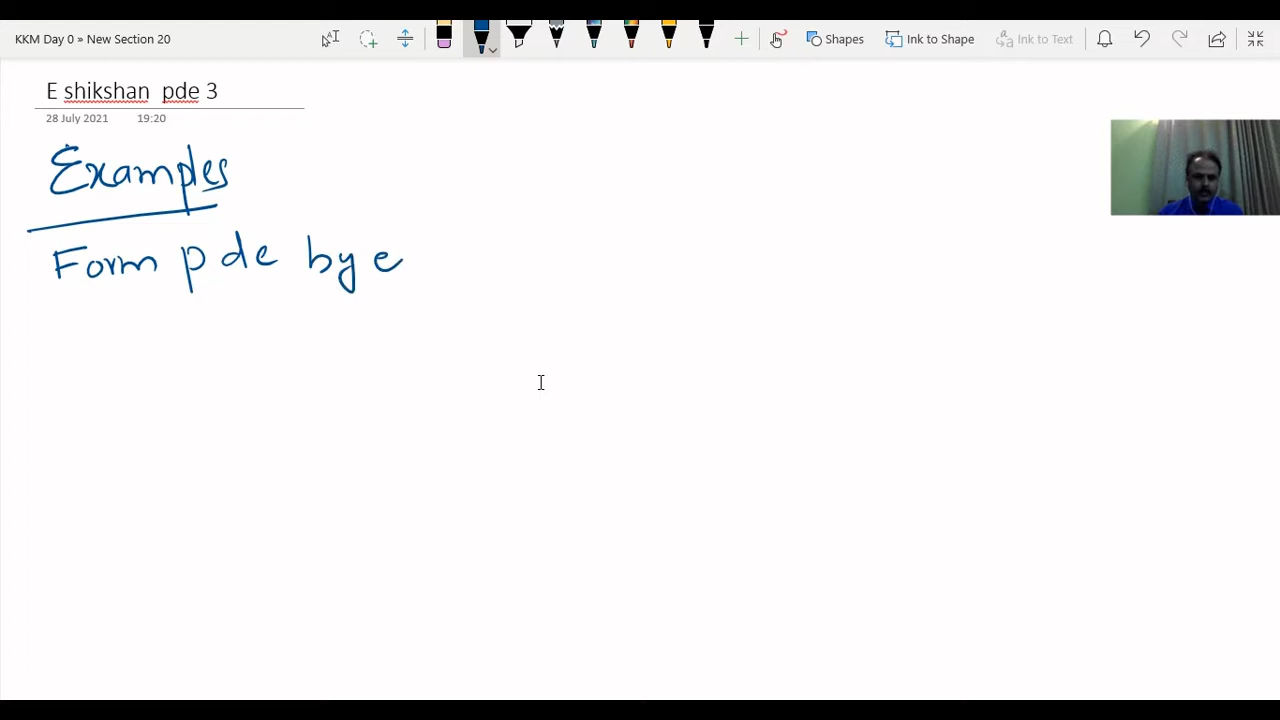 KKM Day 0 » New Section 20
Shapes
Ink to Shape
Ink to Text
E shikshan pde 3
28 July 2021 19:20
Examples
Form pde by e